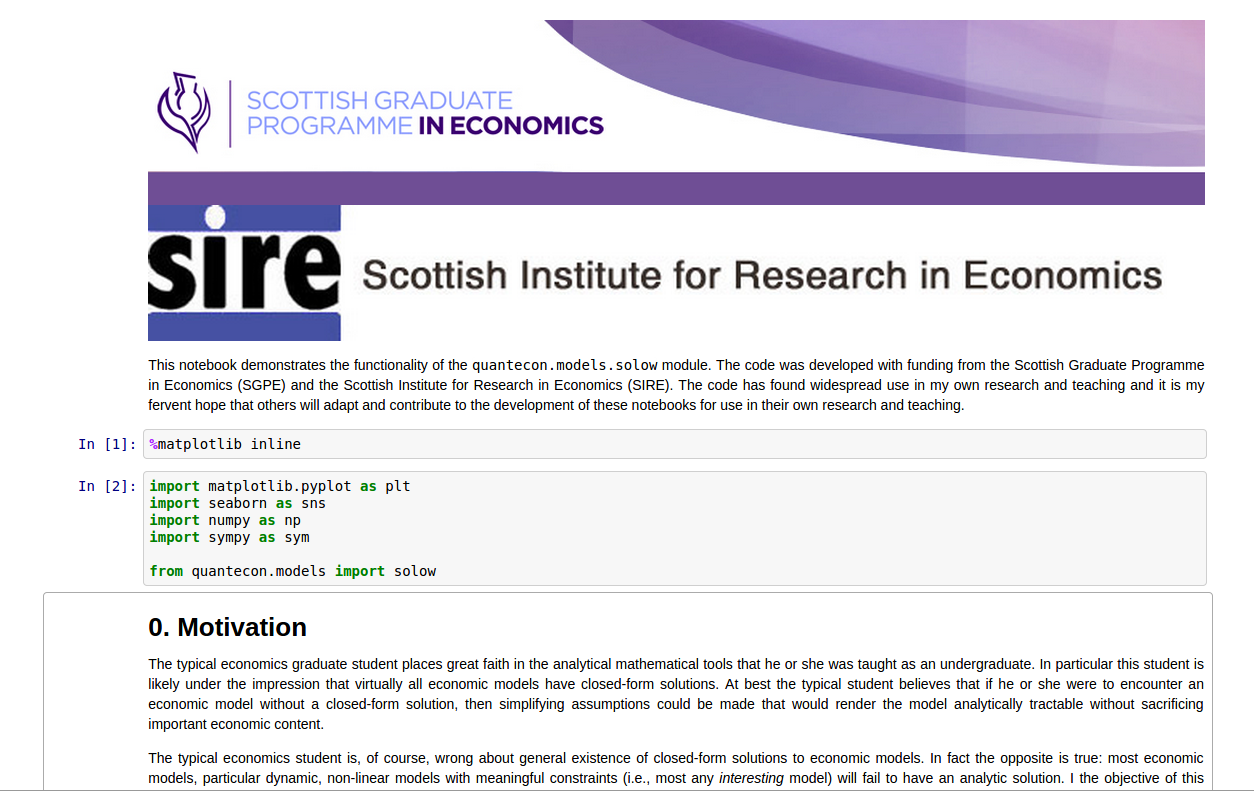 SCOTTISH GRADUATE
PROGRAMME IN ECONOMICS
sire
Scottish Institute for Research in Economics
This notebook demonstrates the functionality of the quantecon.models.solow module. The code was developed with funding from the Scottish Graduate Programme
in Economics (SGPE) and the Scottish Institute for Research in Economics (SIRE). The code has found widespread use in my own research and teaching and it is my
fervent hope that others will adapt and contribute to the development of these notebooks for use in their own research and teaching.
In [1]: %matplotlib inline
In [2]: import matplotlib.pyplot as plt
import seaborn as sns
import numpy as np
import sympy as sym
from quantecon.models import solow
0. Motivation
The typical economics graduate student places great faith in the analytical mathematical tools that he or she was taught as an undergraduate. In particular this student is
likely under the impression that virtually all economic models have closed-form solutions. At best the typical student believes that if he or she were to encounter an
economic model without a closed-form solution, then simplifying assumptions could be made that would render the model analytically tractable without sacrificing
important economic content.
The typical economics student is, of course, wrong about general existence of closed-form solutions to economic models. In fact the opposite is true: most economic
models, particular dynamic, non-linear models with meaningful constraints (i.e., most any interesting model) will fail to have an analytic solution. I the objective of this